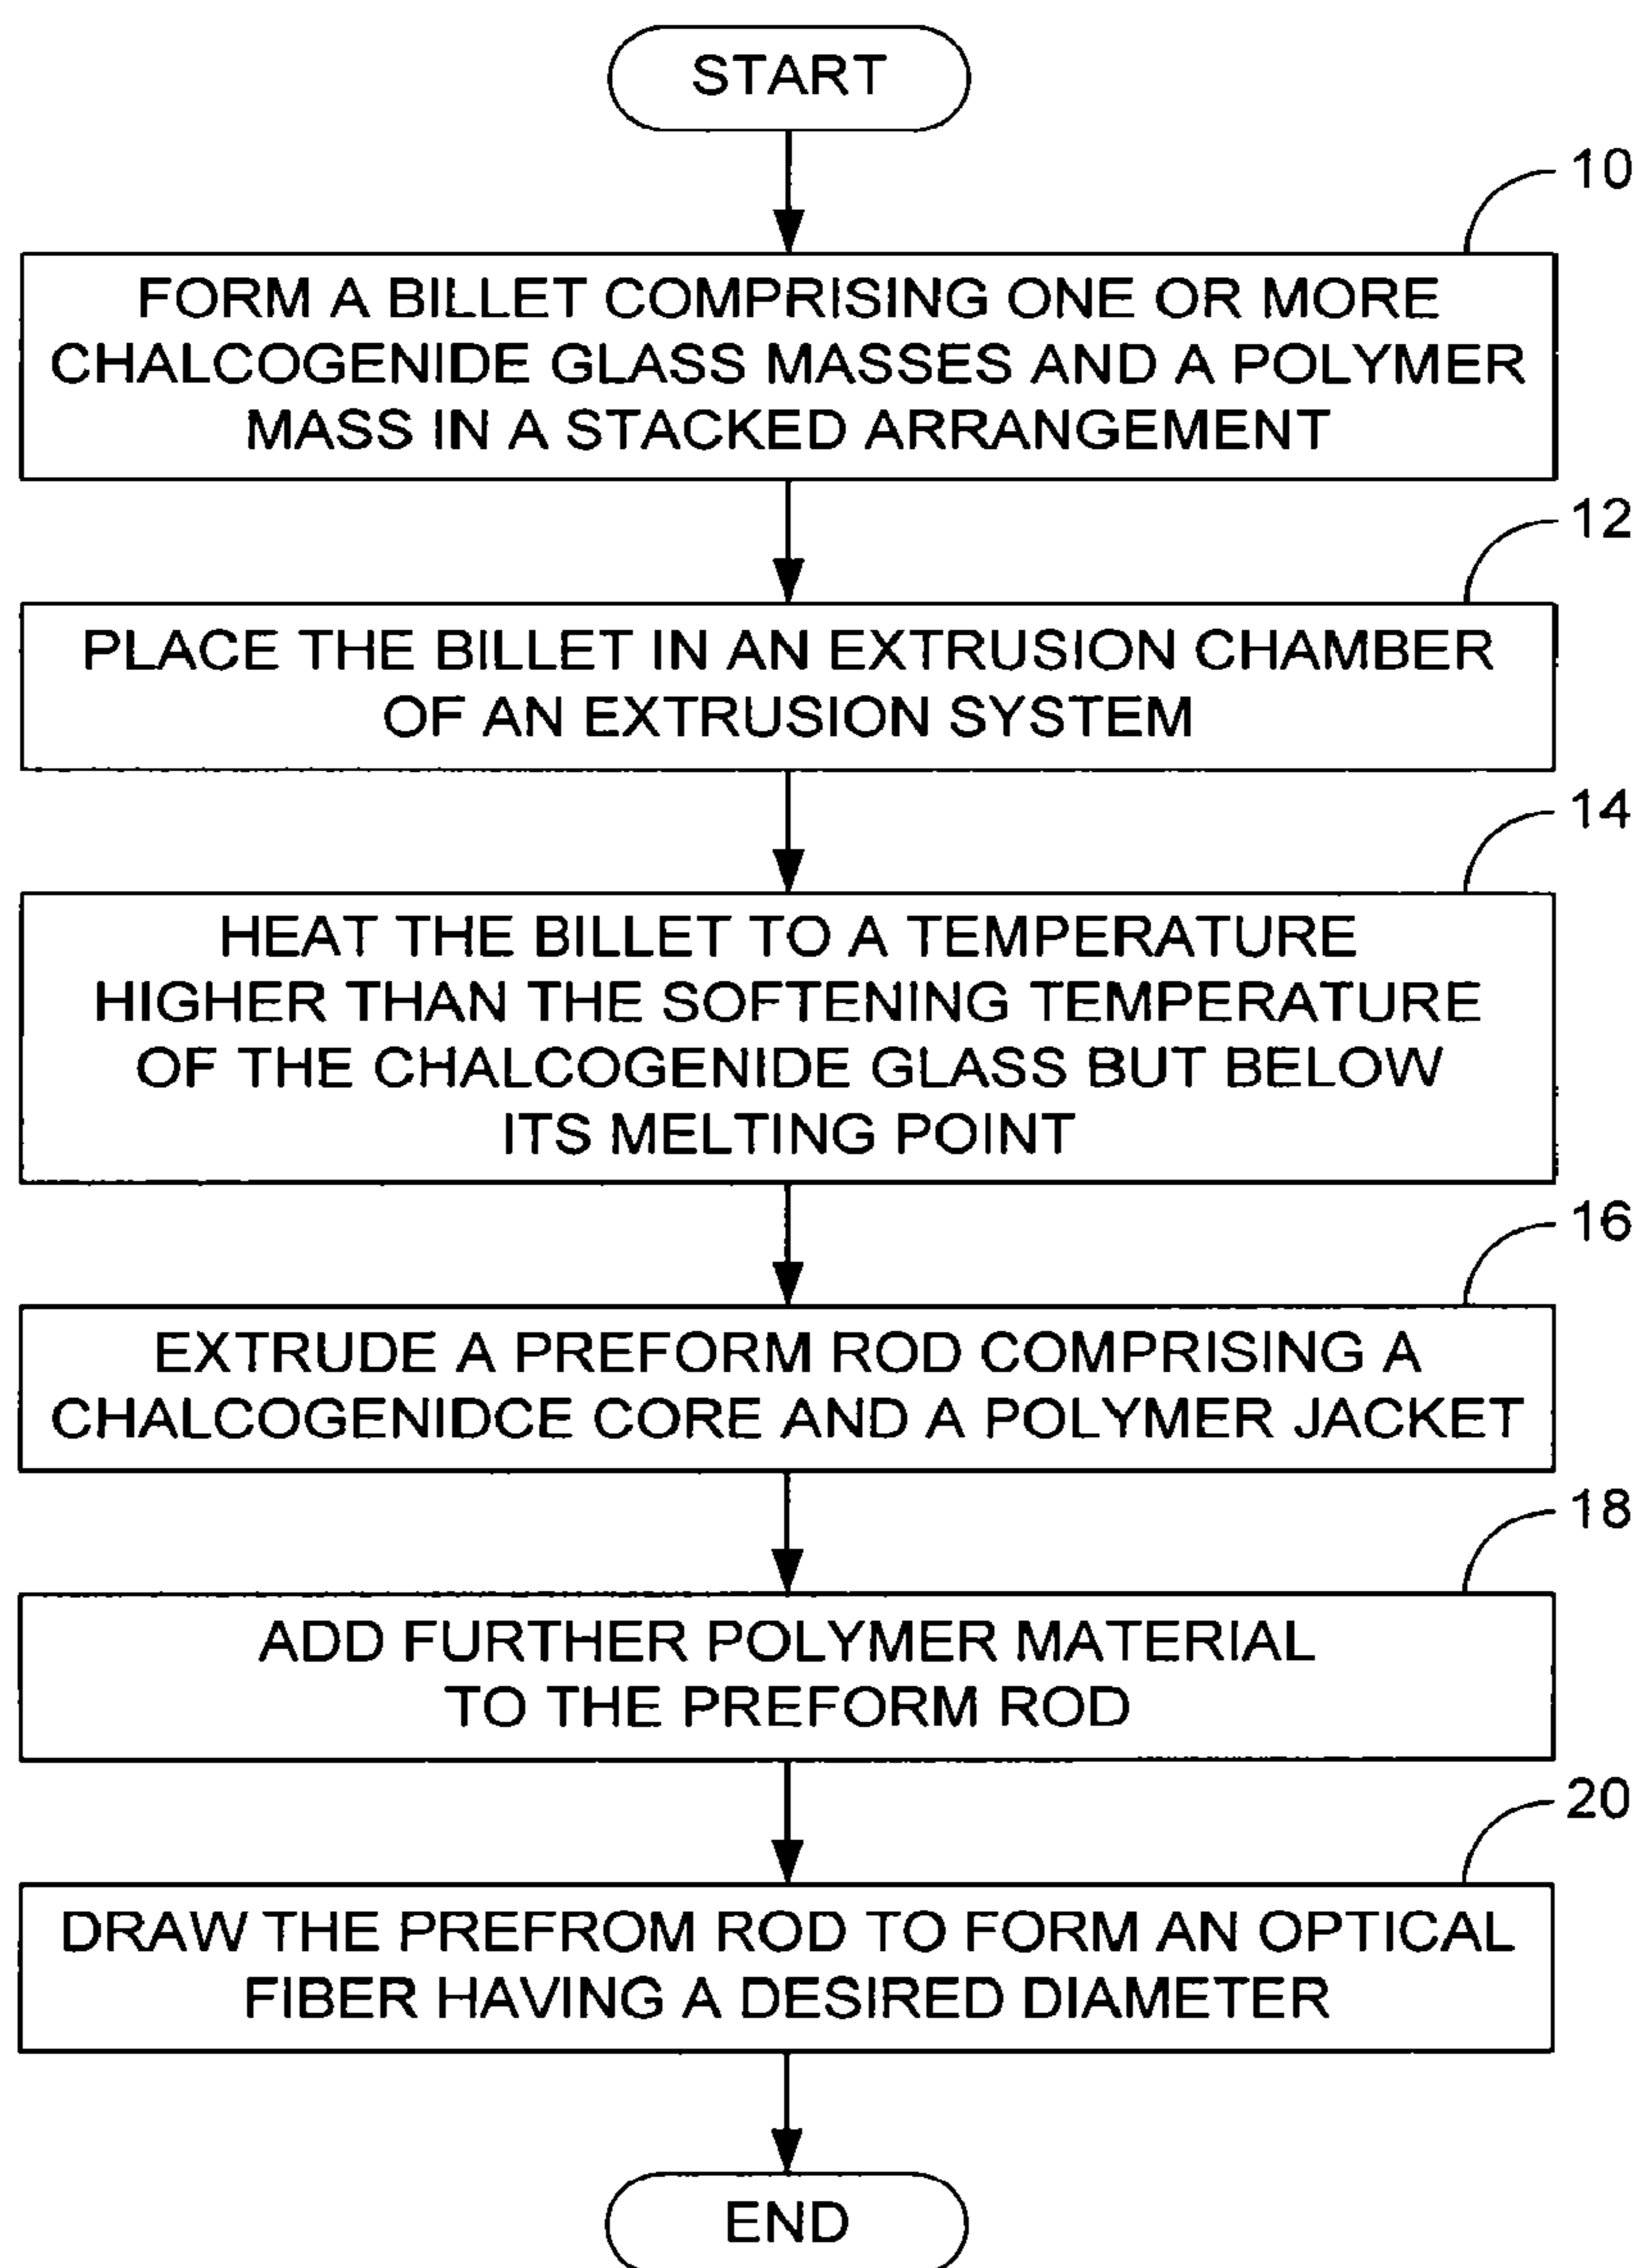 START
10
FORM A BILLET COMPRISING ONE OR MORE
CHALCOGENIDE GLASS MASSES AND A POLYMER
MASS IN A STACKED ARRANGEMENT
12
PLACE THE BILLET IN AN EXTRUSION CHAMBER
OF AN EXTRUSION SYSTEM
14
HEAT THE BILLET TO A TEMPERATURE
HIGHER THAN THE SOFTENING TEMPERATURE
OF THE CHALCOGENIDE GLASS BUT BELOW
ITS MELTING POINT
16
EXTRUDE A PREFORM ROD COMPRISING A
CHALCOGENIDCE CORE AND A POLYMER JACKET
18
ADD FURTHER POLYMER MATERIAL
TO THE PREFORM ROD
20
DRAW THE PREFROM ROD TO FORM AN OPTICAL
FIBER HAVING A DESIRED DIAMETER
END